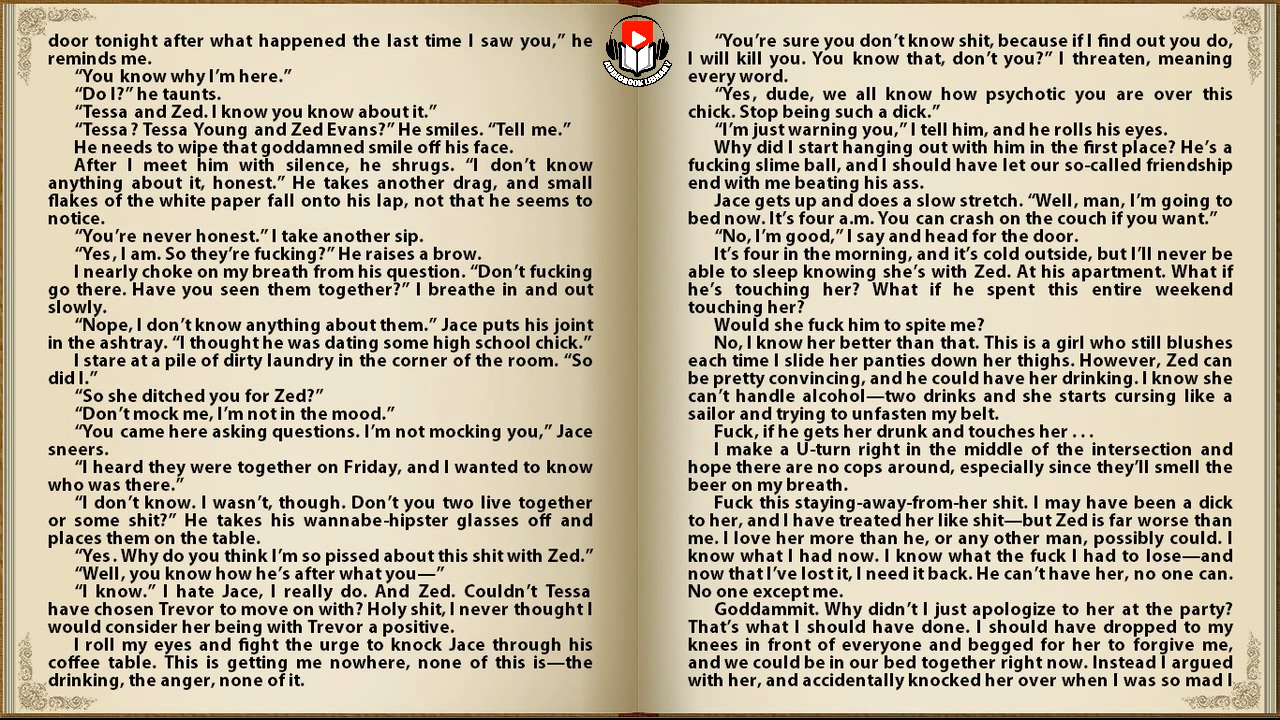 door tonight after what happened the last time I saw you,” he
reminds me.
“You know why I’m here.”
“Do I?” he taunts.
“Tessa and Zed. I know you know about it.”
“Tessa? Tessa Young and Zed Evans?” He smiles. “Tell me.”
He needs to wipe that goddamned smile off his face.
After I meet him with silence, he shrugs. “I don’t know
anything about it, honest.” He takes another drag, and small
flakes of the white paper fall onto his lap, not that he seems to
notice.
“You’re never honest.” I take another sip.
“Yes, I am. So they’re fucking?” He raises a brow.
I nearly choke on my breath from his question. “Don’t fucking
go there. Have you seen them together?” I breathe in and out
slowly.
“Nope, I don’t know anything about them.” Jace puts his joint
in the ashtray. “I thought he was dating some high school chick.”
I stare at a pile of dirty laundry in the corner of the room. “So
did I.”
“So she ditched you for Zed?”
“Don’t mock me, I’m not in the mood.”
“You came here asking questions. I’m not mocking you,” Jace
sneers.
“I heard they were together on Friday, and I wanted to know
who was there.”
“I don’t know. I wasn’t, though. Don’t you two live together
or some shit?” He takes his wannabe-hipster glasses off and
places them on the table.
“Yes. Why do you think I’m so pissed about this shit with Zed.”
“Well, you know how he’s after what you—”
“I know.” I hate Jace, I really do. And Zed. Couldn’t Tessa
have chosen Trevor to move on with? Holy shit, I never thought I
would consider her being with Trevor a positive.
I roll my eyes and fight the urge to knock Jace through his
coffee table. This is getting me nowhere, none of this is—the
drinking, the anger, none of it.
AUDIOBOOK LIBRARY
“You’re sure you don’t know shit, because if I find out you do,
I will kill you. You know that, don’t you?” I threaten, meaning
every word.
“Yes, dude, we all know how psychotic you are over this
chick. Stop being such a dick.”
“I’m just warning you,” I tell him, and he rolls his eyes.
Why did I start hanging out with him in the first place? He’s a
fucking slime ball, and I should have let our so-called friendship
end with me beating his ass.
Jace gets up and does a slow stretch. “Well, man, I’m going to
bed now. It’s four a.m. You can crash on the couch if you want.”
“No, I’m good,” I say and head for the door.
It’s four in the morning, and it’s cold outside, but I’ll never be
able to sleep knowing she’s with Zed. At his apartment. What if
he’s touching her? What if he spent this entire weekend
touching her?
Would she fuck him to spite me?
No, I know her better than that. This is a girl who still blushes
each time I slide her panties down her thighs. However, Zed can
be pretty convincing, and he could have her drinking. I know she
can’t handle alcohol—two drinks and she starts cursing like a
sailor and trying to unfasten my belt.
Fuck, if he gets her drunk and touches her . . .
I make a U-turn right in the middle of the intersection and
hope there are no cops around, especially since they’ll smell the
beer on my breath.
Fuck this staying-away-from-her shit. I may have been a dick
to her, and I have treated her like shit—but Zed is far worse than
me. I love her more than he, or any other man, possibly could. I
know what I had now. I know what the fuck I had to lose—and
now that I’ve lost it, I need it back. He can’t have her, no one can.
No one except me.
Goddammit. Why didn’t I just apologize to her at the party?
That’s what I should have done. I should have dropped to my
knees in front of everyone and begged for her to forgive me,
and we could be in our bed together right now. Instead I argued
with her, and accidentally knocked her over when I was so mad I